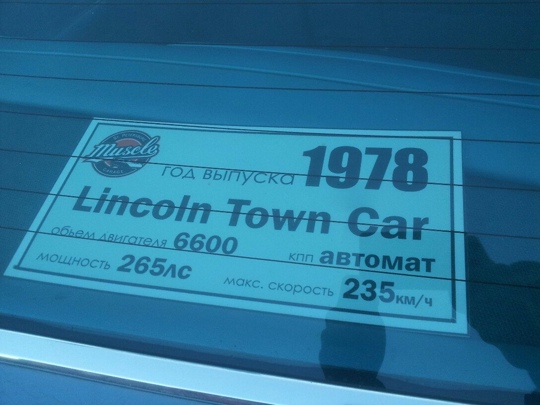 Muscle
год выпуска 1978
Lincoln Town Car
объем двигателя 6600 кпп автомат
мощность 265лс макс. скорость 235км/ч